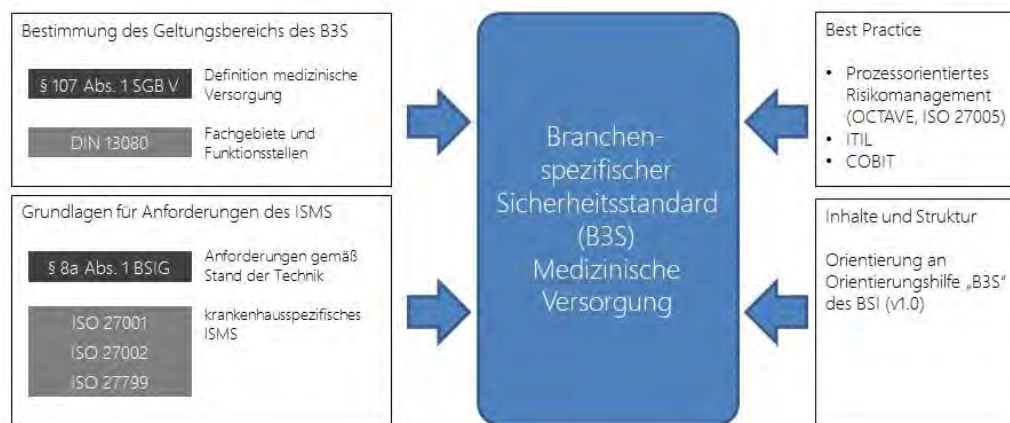 Bestimmung des Geltungsbereichs des B3S
§ 107 Abs. 1 SGB V
Definition medizinische
Versorgung
DIN 13080
Fachgebiete und
Funktionsstellen
Grundlagen für Anforderungen des ISMS
§ 8a Abs. 1 BSIG
Anforderungen gemäß
Stand der Technik
ISO 27001
ISO 27002
ISO 27799
krankenhausspezifisches
ISMS
Branchen-
spezifischer
Sicherheitsstandard
(B3S)
Medizinische
Versorgung
Best Practice
• Prozessorientiertes
Risikomanagement
(OCTAVE, ISO 27005)
• ITIL
• COBIT
Inhalte und Struktur
Orientierung an
Orientierungshilfe „B3S“
des BSI (v1.0)